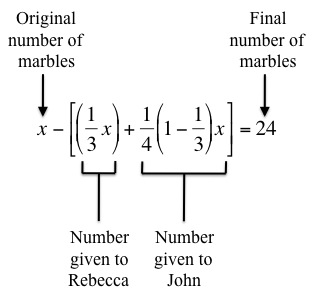 Original
number of
marbles
Final
number of
marbles
x − [(1/3 x) + 1/4 (1 − 1/3) x] = 24
Number
given to
Rebecca
Number
given to
John